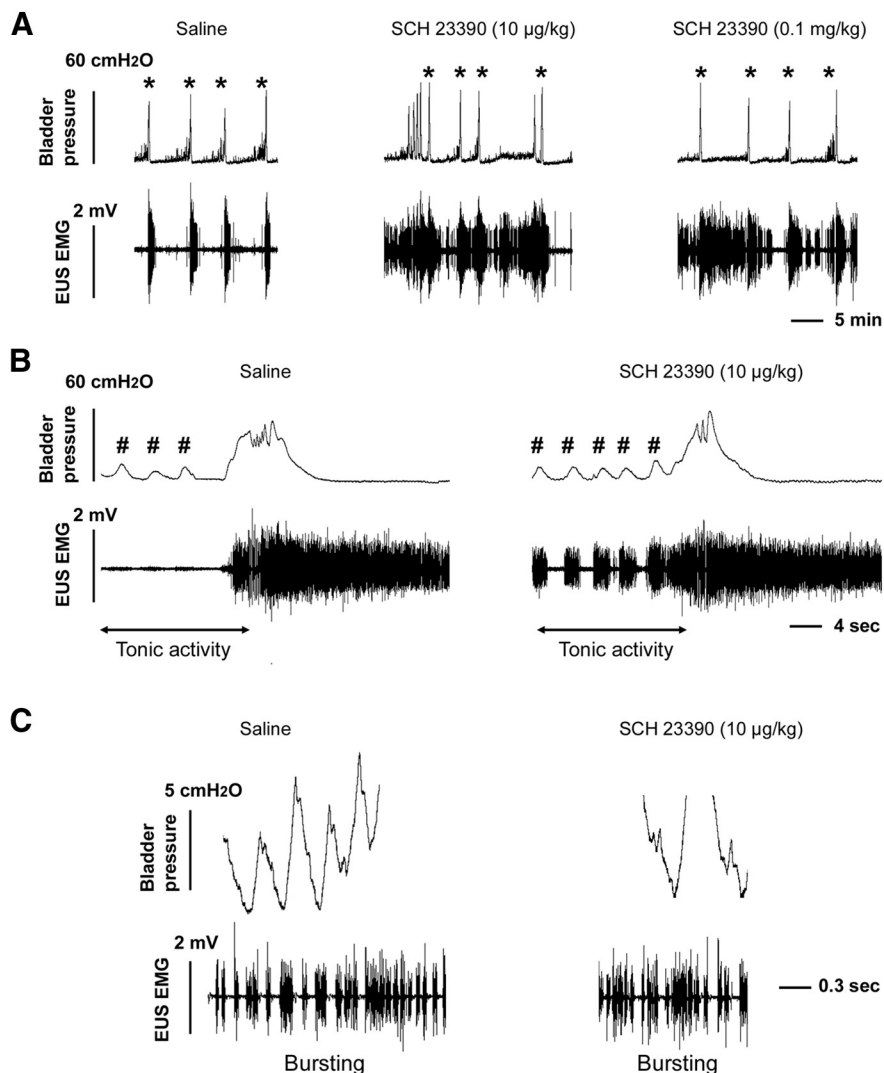 A
Saline
SCH 23390 (10 µg/kg)
SCH 23390 (0.1 mg/kg)
60 cmH2O
* * * *
* * * *
* * * *
Bladder
pressure
2 mV
EUS EMG
5 min
B
Saline
SCH 23390 (10 µg/kg)
60 cmH2O
# # #
# # # # #
Bladder
pressure
2 mV
EUS EMG
4 sec
Tonic activity
Tonic activity
C
Saline
SCH 23390 (10 µg/kg)
5 cmH2O
Bladder
pressure
2 mV
EUS EMG
0.3 sec
Bursting
Bursting